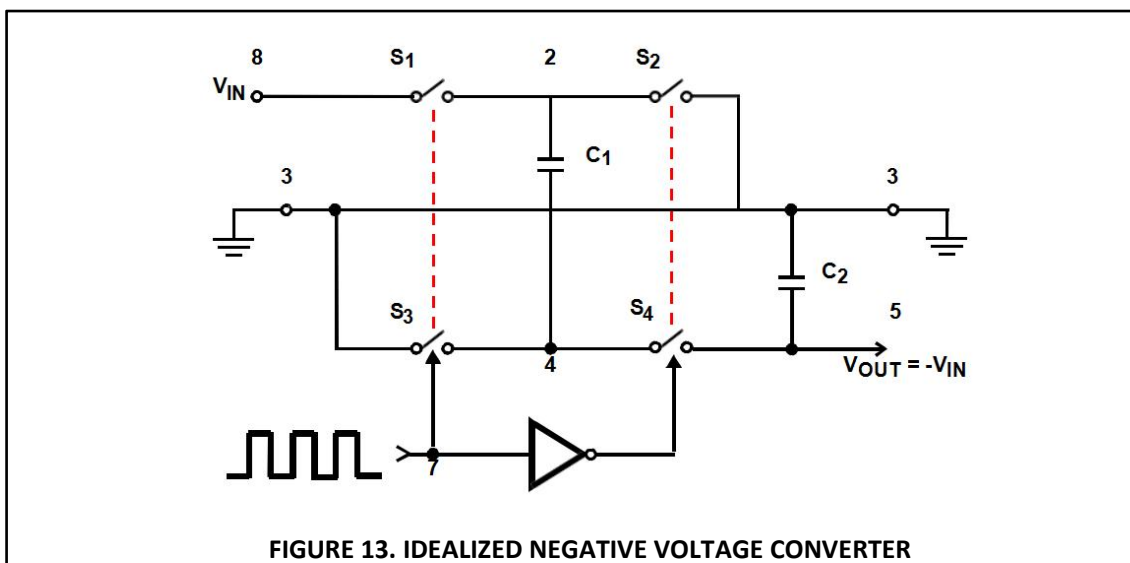 8 S1 2 S2
VIN
C1
3 3
C2
S3 S4 5
4
VOUT = -VIN
7
FIGURE 13. IDEALIZED NEGATIVE VOLTAGE CONVERTER